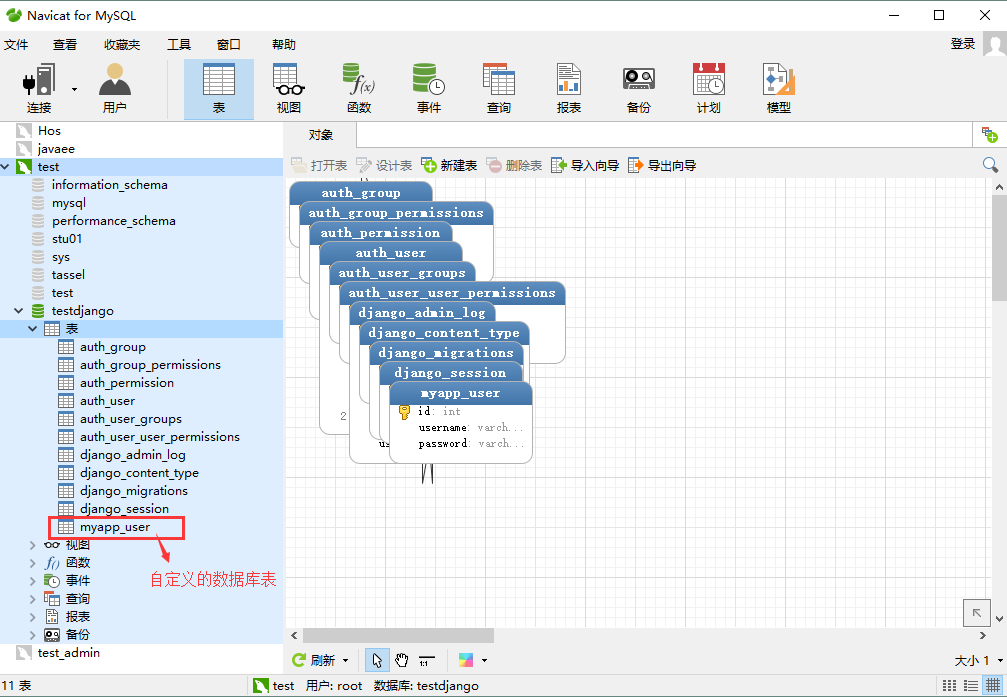 Navicat for MySQL
文件 查看 收藏夹 工具 窗口 帮助 登录
连接 用户 表 视图 函数 事件 查询 报表 备份 计划 模型
Hos
javaee
test
information_schema
mysql
performance_schema
stu01
sys
tassel
test
testdjango
表
auth_group
auth_group_permissions
auth_permission
auth_user
auth_user_groups
auth_user_user_permissions
django_admin_log
django_content_type
django_migrations
django_session
myapp_user
视图
函数
事件
查询
报表
备份
test_admin
自定义的数据库表
对象
打开表 设计表 新建表 删除表 导入向导 导出向导
auth_group
auth_group_permissions
auth_permission
auth_user
auth_user_groups
auth_user_user_permissions
django_admin_log
django_content_type
django_migrations
django_session
myapp_user
id: int
username: varch...
password: varch...
2
us
刷新 1:1 大小 1
11 表 test 用户: root 数据库: testdjango